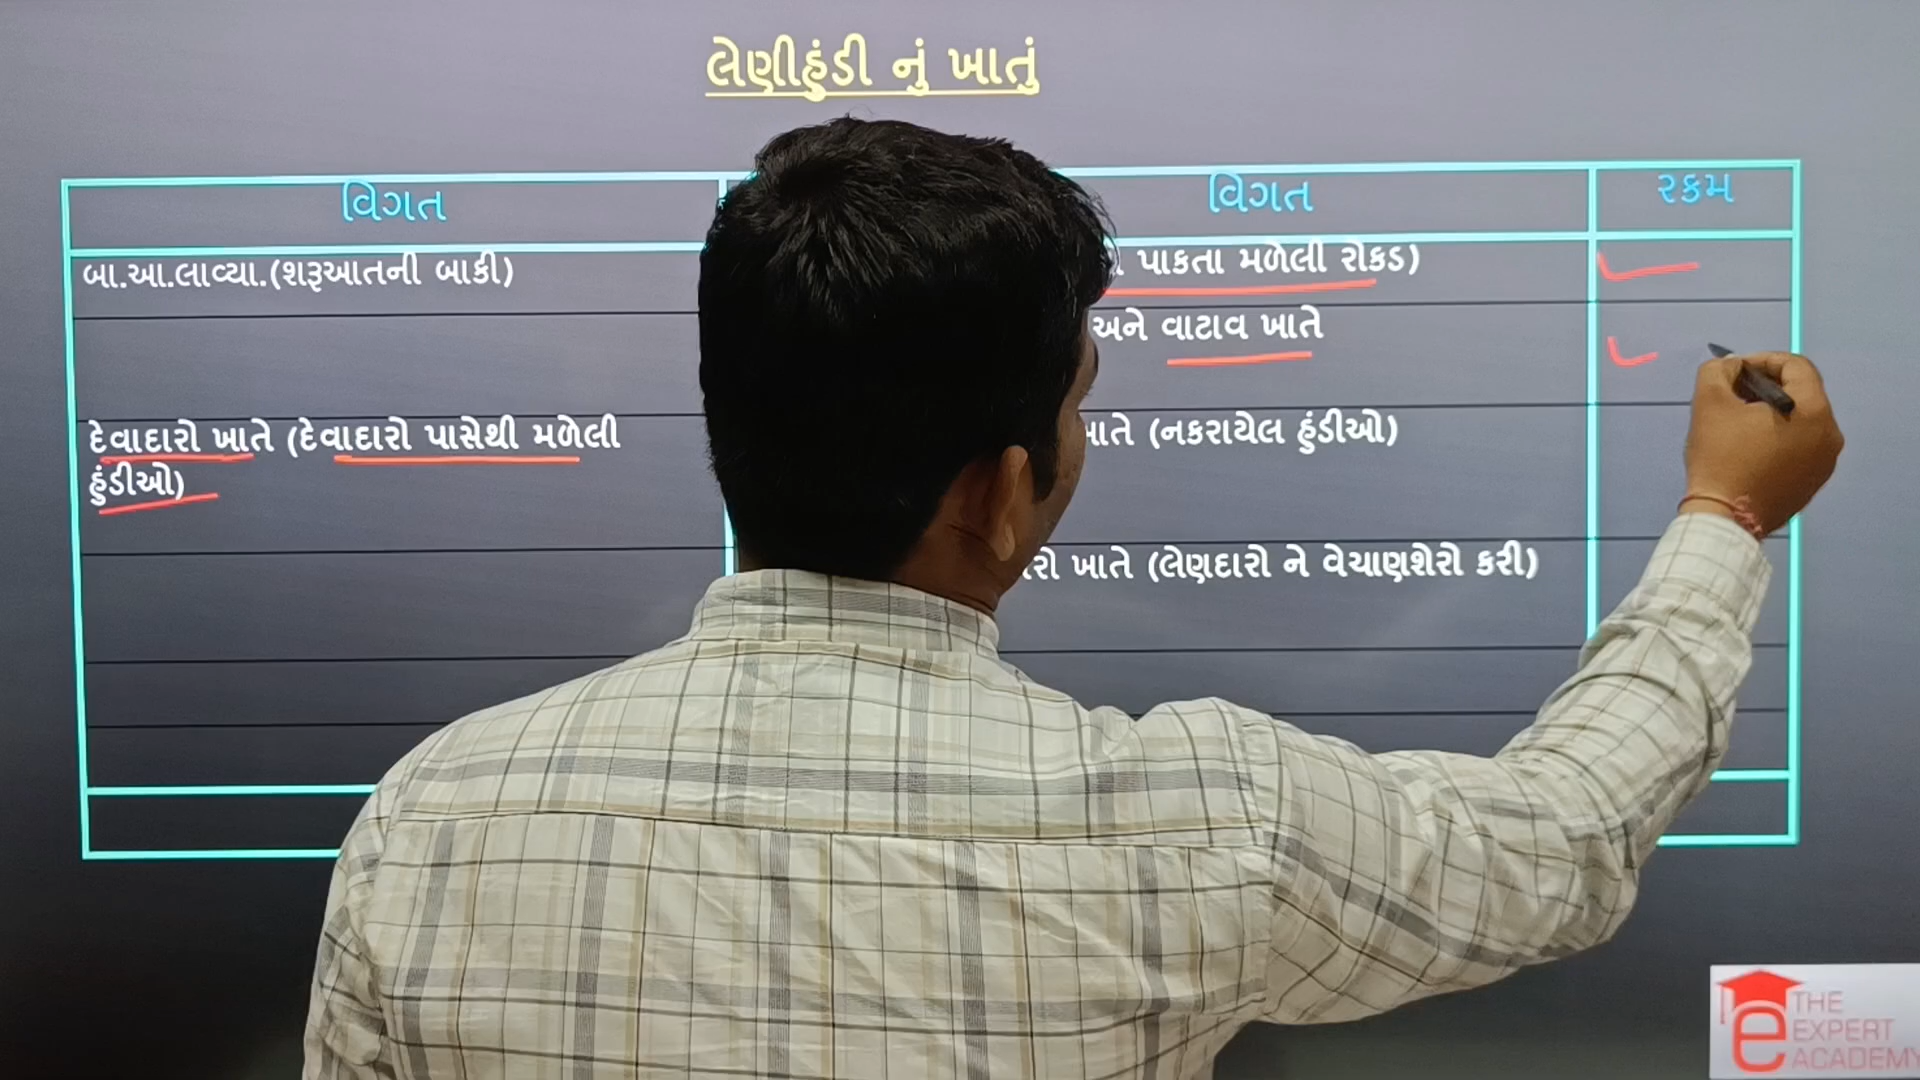 લેણીહુંડી નું ખાતું
વિગત
વિગત
રકમ
બા.આ.લાવ્યા.(શરૂઆતની બાકી)
પાકતા મળેલી રોકડ)
અને વાટાવ ખાતે
દેવાદારો ખાતે (દેવાદારો પાસેથી મળેલી
હુંડીઓ)
(નકરાયેલ હુંડીઓ)
ખાતે (લેણદારો ને વેચાણશેરો કરી)
e THE
EXPERT
ACADEMY